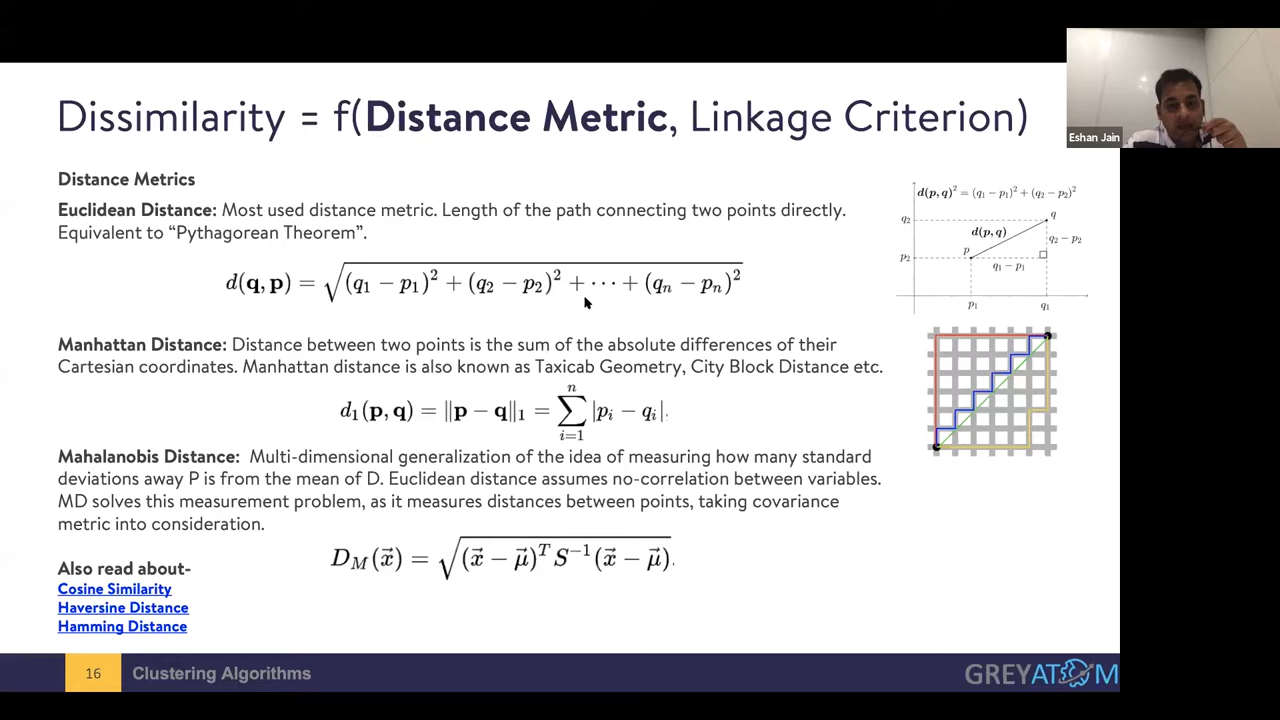 Dissimilarity = f(Distance Metric, Linkage Criterion)
Eshan Jain
Distance Metrics
Euclidean Distance: Most used distance metric. Length of the path connecting two points directly.
Equivalent to “Pythagorean Theorem”.
d(q, p) = √(q₁ − p₁)² + (q₂ − p₂)² + ⋯ + (qₙ − pₙ)²
d(p, q)² = (q₁ − p₁)² + (q₂ − p₂)²
q₂
q
d(p, q)
q₂ − p₂
p
p₂
q₁ − p₁
p₁
q₁
Manhattan Distance: Distance between two points is the sum of the absolute differences of their
Cartesian coordinates. Manhattan distance is also known as Taxicab Geometry, City Block Distance etc.
d₁(p, q) = ‖p − q‖₁ = ∑ᵢ₌₁ⁿ |pᵢ − qᵢ|.
Mahalanobis Distance: Multi-dimensional generalization of the idea of measuring how many standard
deviations away P is from the mean of D. Euclidean distance assumes no-correlation between variables.
MD solves this measurement problem, as it measures distances between points, taking covariance
metric into consideration.
D_M(x⃗) = √(x⃗ − μ⃗)ᵀ S⁻¹(x⃗ − μ⃗).
Also read about-
Cosine Similarity
Haversine Distance
Hamming Distance
16
Clustering Algorithms
GREYATOM